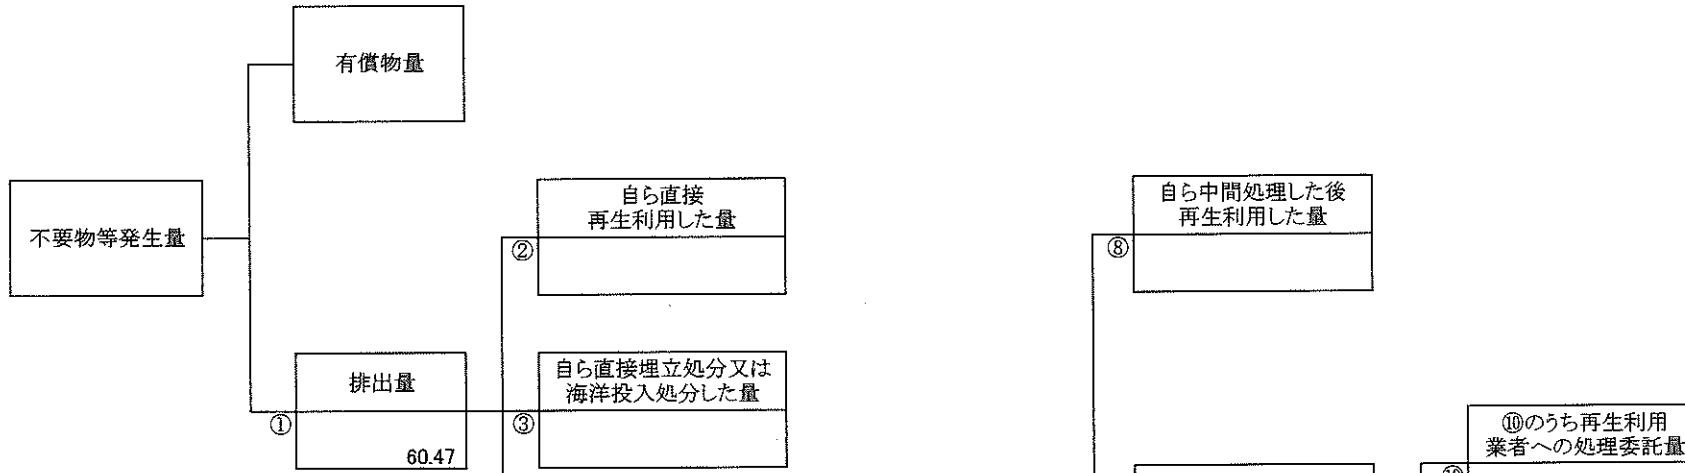 有償物量
不要物等発生量
自ら直接
再生利用した量
②
自ら中間処理した後
再生利用した量
⑧
排出量
①
60.47
自ら直接埋立処分又は
海洋投入処分した量
③
⑩のうち再生利用
業者への処理委託量